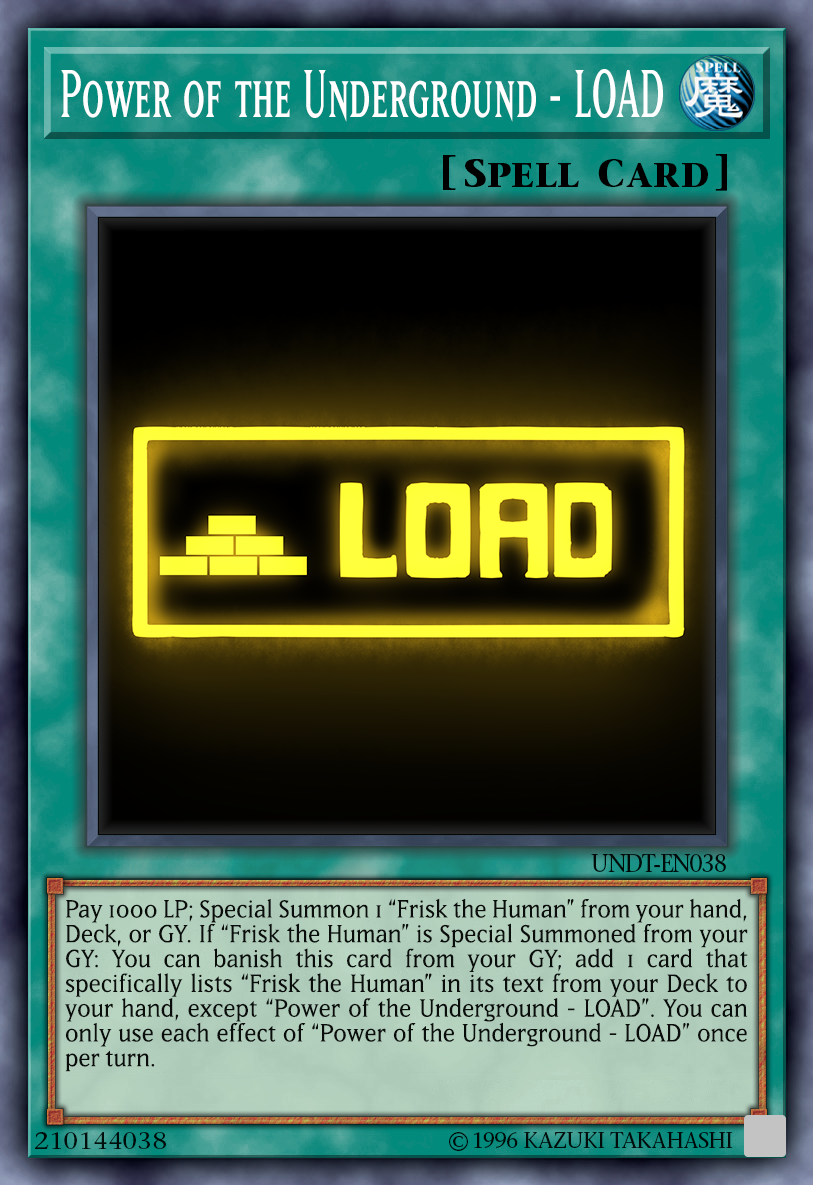 Power of the Underground - LOAD
SPELL
魔
[Spell Card]
LOAD
UNDT-EN038
Pay 1000 LP; Special Summon 1 “Frisk the Human” from your hand,
Deck, or GY. If “Frisk the Human” is Special Summoned from your
GY: You can banish this card from your GY; add 1 card that
specifically lists “Frisk the Human” in its text from your Deck to
your hand, except “Power of the Underground - LOAD”. You can
only use each effect of “Power of the Underground - LOAD” once
per turn.
210144038
© 1996 KAZUKI TAKAHASHI